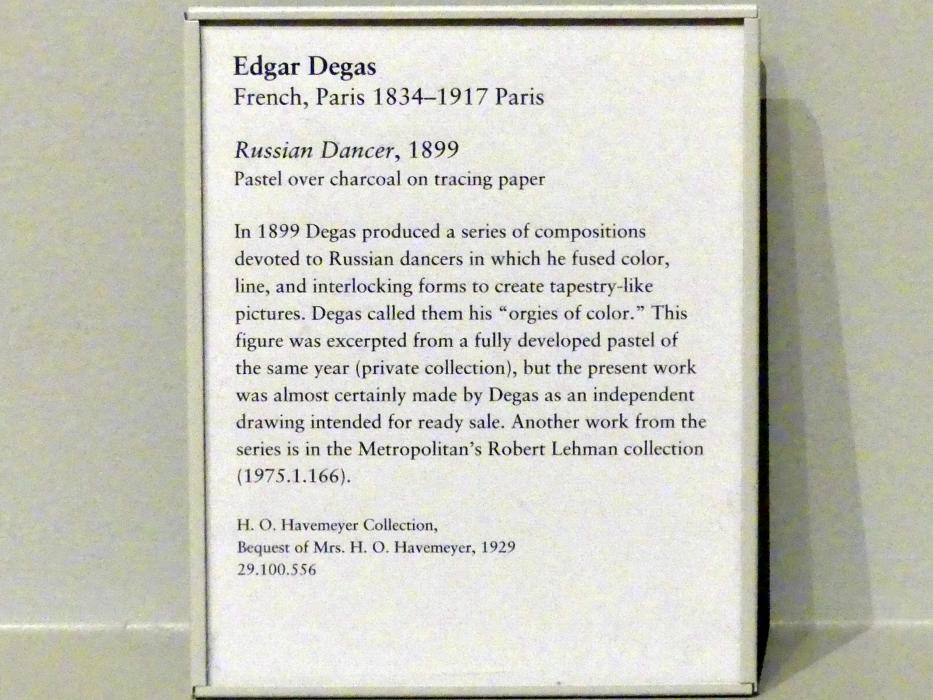 Edgar Degas
French, Paris 1834–1917 Paris
Russian Dancer, 1899
Pastel over charcoal on tracing paper
In 1899 Degas produced a series of compositions
devoted to Russian dancers in which he fused color,
line, and interlocking forms to create tapestry-like
pictures. Degas called them his “orgies of color.” This
figure was excerpted from a fully developed pastel of
the same year (private collection), but the present work
was almost certainly made by Degas as an independent
drawing intended for ready sale. Another work from the
series is in the Metropolitan’s Robert Lehman collection
(1975.1.166).
H. O. Havemeyer Collection,
Bequest of Mrs. H. O. Havemeyer, 1929
29.100.556